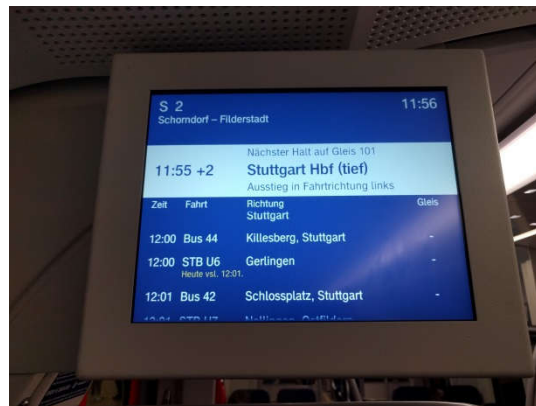 S 2 11:56
Schorndorf – Filderstadt
Nächster Halt auf Gleis 101
11:55 +2 Stuttgart Hbf (tief)
Ausstieg in Fahrtrichtung links
Zeit Fahrt Richtung Gleis
Stuttgart
12:00 Bus 44 Killesberg, Stuttgart -
12:00 STB U6 Gerlingen -
Heute vsl. 12:01.
12:01 Bus 42 Schlossplatz, Stuttgart -